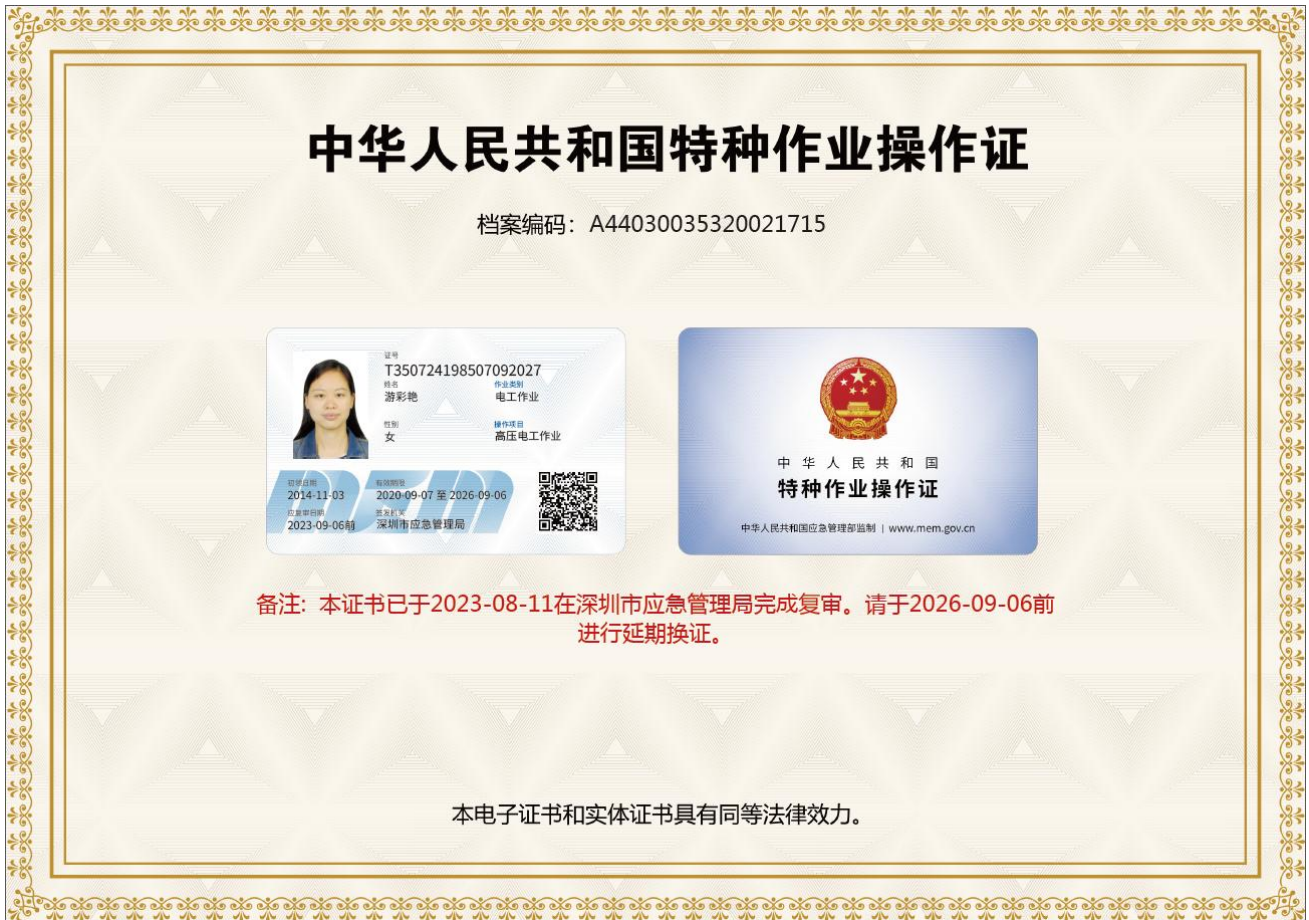 中华人民共和国特种作业操作证
档案编码：A44030035320021715
证号
T350724198507092027
姓名 作业类别
游彩艳 电工作业
性别 操作项目
女 高压电工作业
初领日期 有效期限
2014-11-03 2020-09-07 至 2026-09-06
应复审日期 签发机关
2023-09-06前 深圳市应急管理局
中华人民共和国
特种作业操作证
中华人民共和国应急管理部监制 | www.mem.gov.cn
备注：本证书已于2023-08-11在深圳市应急管理局完成复审。请于2026-09-06前
进行延期换证。
本电子证书和实体证书具有同等法律效力。